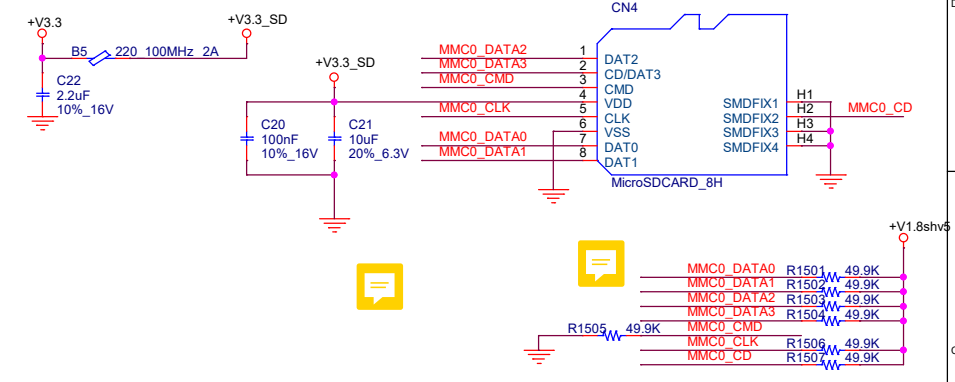 CN4
+V3.3
+V3.3_SD
B5 220_100MHz_2A
C22
2.2uF
10%_16V
+V3.3_SD
C20
100nF
10%_16V
C21
10uF
20%_6.3V
MMC0_DATA2 1 DAT2
MMC0_DATA3 2 CD/DAT3
MMC0_CMD 3 CMD
4 VDD
MMC0_CLK 5 CLK
6 VSS
MMC0_DATA0 7 DAT0
MMC0_DATA1 8 DAT1
SMDFIX1 H1
SMDFIX2 H2 MMC0_CD
SMDFIX3 H3
SMDFIX4 H4
MicroSDCARD_8H
+V1.8shv5
MMC0_DATA0 R1501 49.9K
MMC0_DATA1 R1502 49.9K
MMC0_DATA2 R1503 49.9K
MMC0_DATA3 R1504 49.9K
R1505 49.9K MMC0_CMD
MMC0_CLK R1506 49.9K
MMC0_CD R1507 49.9K